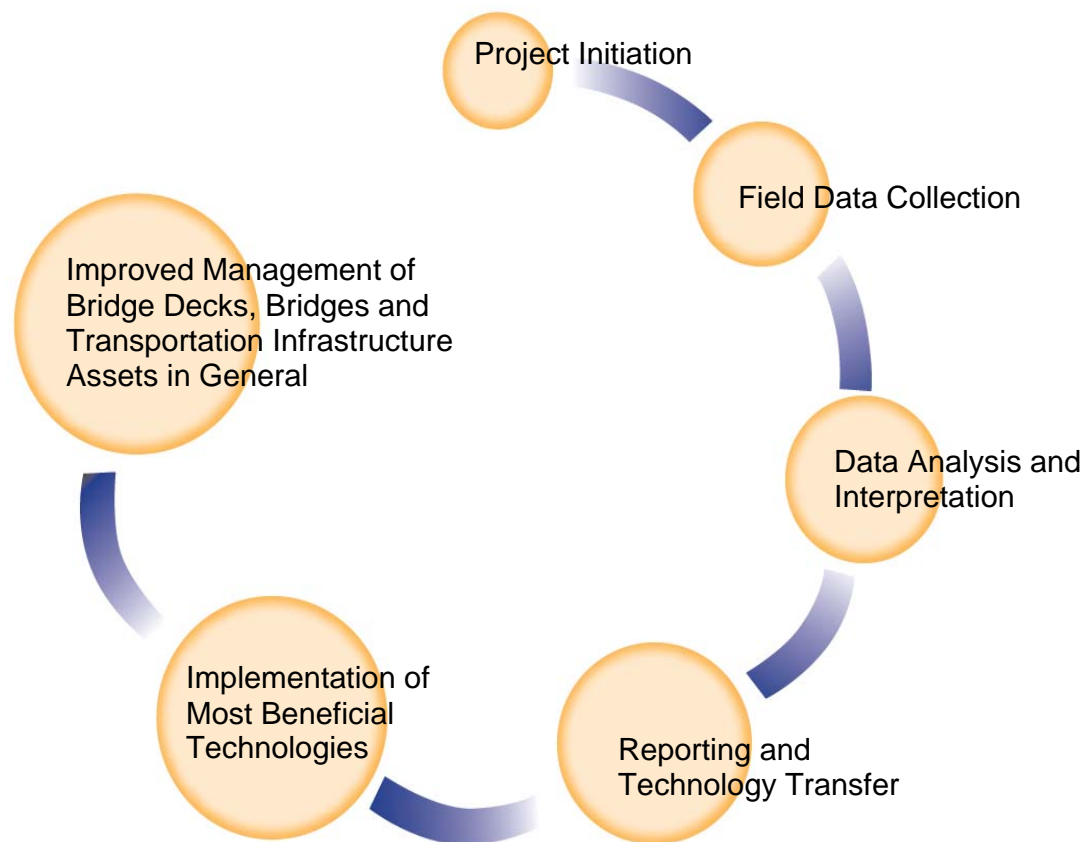 Project Initiation
Field Data Collection
Data Analysis and
Interpretation
Reporting and
Technology Transfer
Implementation of
Most Beneficial
Technologies
Improved Management of
Bridge Decks, Bridges and
Transportation Infrastructure
Assets in General